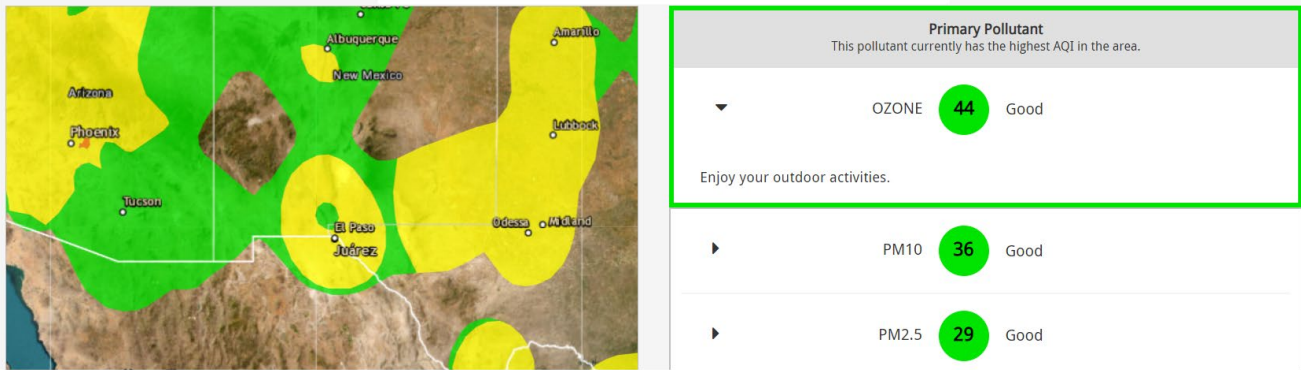 Albuquerque
Amarillo
New Mexico
Arizona
Phoenix
Lubbock
Tucson
El Paso
Odessa
Midland
Juárez
Primary Pollutant
This pollutant currently has the highest AQI in the area.
OZONE 44 Good
Enjoy your outdoor activities.
PM10 36 Good
PM2.5 29 Good